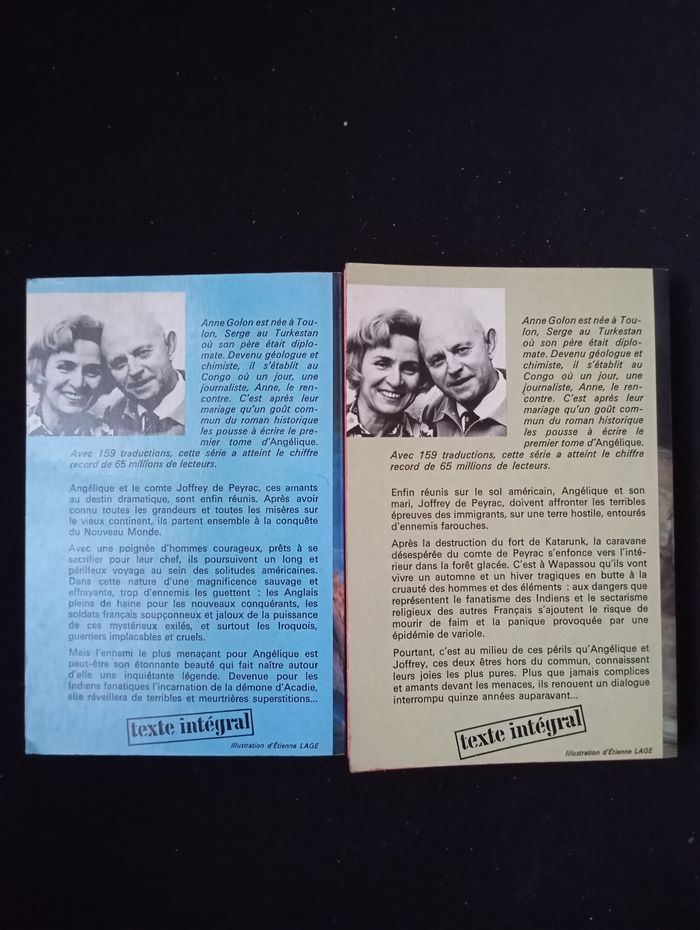 Anne Golon est née à Tou-
lon, Serge au Turkestan
où son père était diplo-
mate. Devenu géologue et
chimiste, il s'établit au
Congo où un jour, une
journaliste, Anne, le ren-
contre. C'est après leur
mariage qu'un goût com-
mun du roman historique
les pousse à écrire le pre-
mier tome d'Angélique.
Avec 159 traductions, cette série a atteint le chiffre
record de 65 millions de lecteurs.
Angélique et le comte Joffrey de Peyrac, ces amants
au destin dramatique, sont enfin réunis. Après avoir
connu toutes les grandeurs et toutes les misères sur
le vieux continent, ils partent ensemble à la conquête
du Nouveau Monde.
Avec une poignée d'hommes courageux, prêts à se
sacrifier pour leur chef, ils poursuivent un long et
périlleux voyage au sein des solitudes américaines.
Dans cette nature d'une magnificence sauvage et
effrayante, trop d'ennemis les guettent : les Anglais
pleins de haine pour les nouveaux conquérants, les
soldats français soupçonneux et jaloux de la puissance
de ces mystérieux exilés, et surtout les Iroquois,
guerriers implacables et cruels.
Mais l'ennemi le plus menaçant pour Angélique est
peut-être son étonnante beauté qui fait naître autour
d'elle une inquiétante légende. Devenue pour les
Indiens fanatiques l'incarnation de la démone d'Acadie,
elle réveillera de terribles et meurtrières superstitions...
texte intégral
Illustration d'Étienne LAGE
Anne Golon est née à Tou-
lon, Serge au Turkestan
où son père était diplo-
mate. Devenu géologue et
chimiste, il s'établit au
Congo où un jour, une
journaliste, Anne, le ren-
contre. C'est après leur
mariage qu'un goût com-
mun du roman historique
les pousse à écrire le
premier tome d'Angélique.
Avec 159 traductions, cette série a atteint le chiffre
record de 65 millions de lecteurs.
Enfin réunis sur le sol américain, Angélique et son
mari, Joffrey de Peyrac, doivent affronter les terribles
épreuves des immigrants, sur une terre hostile, entourés
d'ennemis farouches.
Après la destruction du fort de Katarunk, la caravane
désespérée du comte de Peyrac s'enfonce vers l'inté-
rieur dans la forêt glacée. C'est à Wapassou qu'ils vont
vivre un automne et un hiver tragiques en butte à la
cruauté des hommes et des éléments : aux dangers que
représentent le fanatisme des Indiens et le sectarisme
religieux des autres Français s'ajoutent le risque de
mourir de faim et la panique provoquée par une
épidémie de variole.
Pourtant, c'est au milieu de ces périls qu'Angélique et
Joffrey, ces deux êtres hors du commun, connaissent
leurs joies les plus pures. Plus que jamais complices
et amants devant les menaces, ils renouent un dialogue
interrompu quinze années auparavant...
texte intégral
Illustration d'Étienne LAGE